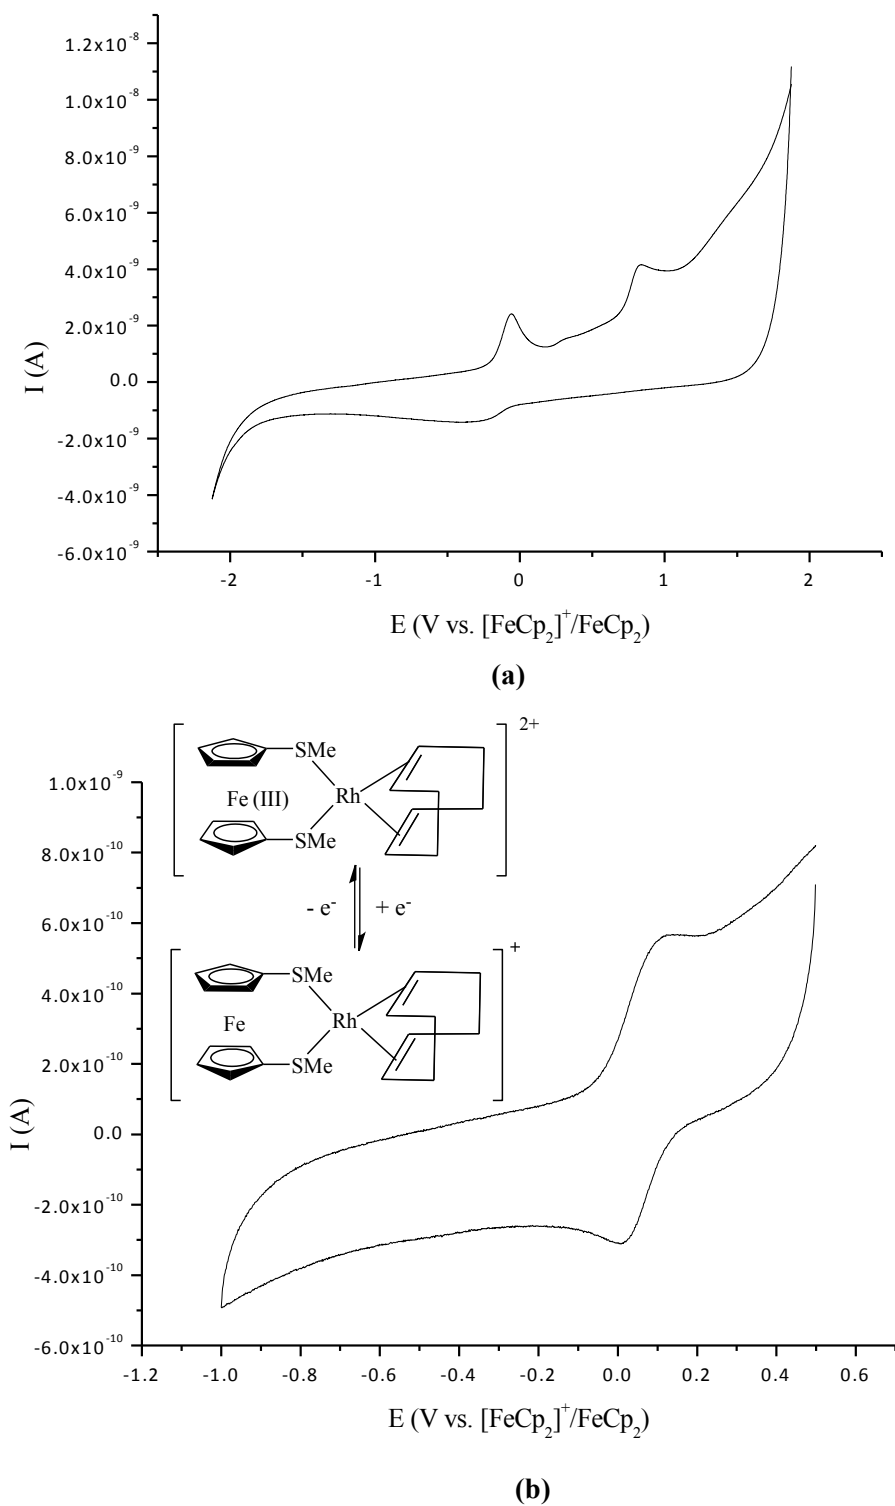 1.2x10⁻⁸
1.0x10⁻⁸
8.0x10⁻⁹
6.0x10⁻⁹
4.0x10⁻⁹
2.0x10⁻⁹
0.0
-2.0x10⁻⁹
-4.0x10⁻⁹
-6.0x10⁻⁹
I (A)
-2 -1 0 1 2
E (V vs. [FeCp₂]⁺/FeCp₂)
(a)
2+
SMe
Fe (III) Rh
SMe
- e⁻ + e⁻
+
SMe
Fe Rh
SMe
1.0x10⁻⁹
8.0x10⁻¹⁰
6.0x10⁻¹⁰
4.0x10⁻¹⁰
2.0x10⁻¹⁰
0.0
-2.0x10⁻¹⁰
-4.0x10⁻¹⁰
-6.0x10⁻¹⁰
I (A)
-1.2 -1.0 -0.8 -0.6 -0.4 -0.2 0.0 0.2 0.4 0.6
E (V vs. [FeCp₂]⁺/FeCp₂)
(b)